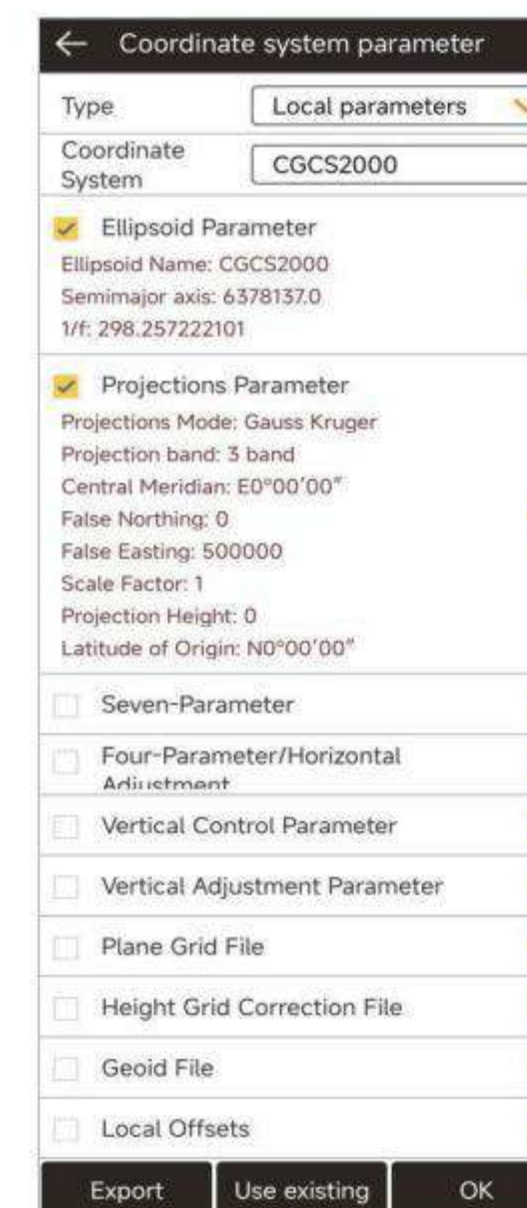 ← Coordinate system parameter
Type Local parameters
Coordinate
System CGCS2000
Ellipsoid Parameter
Ellipsoid Name: CGCS2000
Semimajor axis: 6378137.0
1/f: 298.257222101
Projections Parameter
Projections Mode: Gauss Kruger
Projection band: 3 band
Central Meridian: E0°00′00″
False Northing: 0
False Easting: 500000
Scale Factor: 1
Projection Height: 0
Latitude of Origin: N0°00′00″
Seven-Parameter
Four-Parameter/Horizontal
Adjustment
Vertical Control Parameter
Vertical Adjustment Parameter
Plane Grid File
Height Grid Correction File
Geoid File
Local Offsets
Export Use existing OK